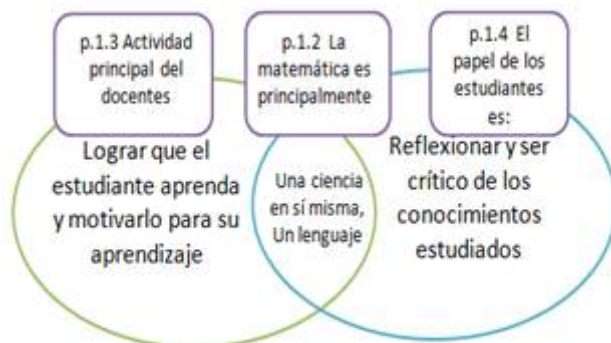 p.1.3 Actividad
principal del
docentes
p.1.2 La
matemática es
principalmente
p.1.4 El
papel de los
estudiantes
es:
Lograr que el
estudiante aprenda
y motivarlo para su
aprendizaje
Una ciencia
en sí misma,
Un lenguaje
Reflexionar y ser
crítico de los
conocimientos
estudiados